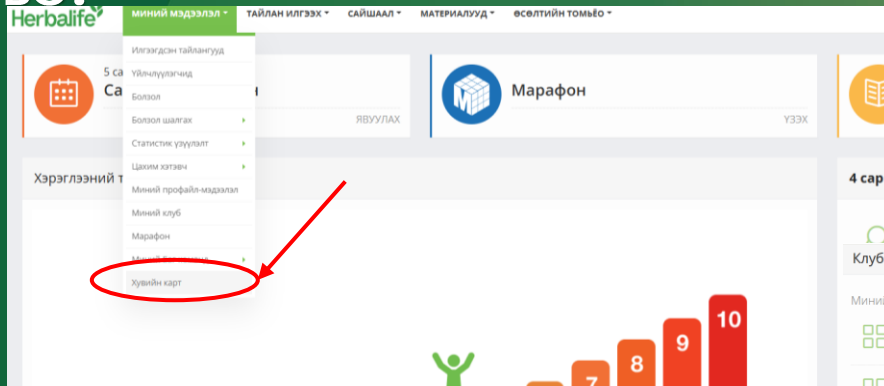 Herbalife
МИНИЙ МЭДЭЭЛЭЛ
ТАЙЛАН ИЛГЭЭХ
САЙШААЛ
МАТЕРИАЛУУД
ӨСӨЛТИЙН ТОМЬЁО
Илгээгдсэн тайлангууд
Үйлчлүүлэгчид
Болзол
Болзол шалгах
Статистик үзүүлэлт
Цахим хэтэвч
Миний профайл-мэдээлэл
Миний клуб
Марафон
Хувийн карт
5 са
Са
ЯВУУЛАХ
Марафон
ҮЗЭХ
Хэрэглээний т
4 сар
Клуб
Миний
7
8
9
10